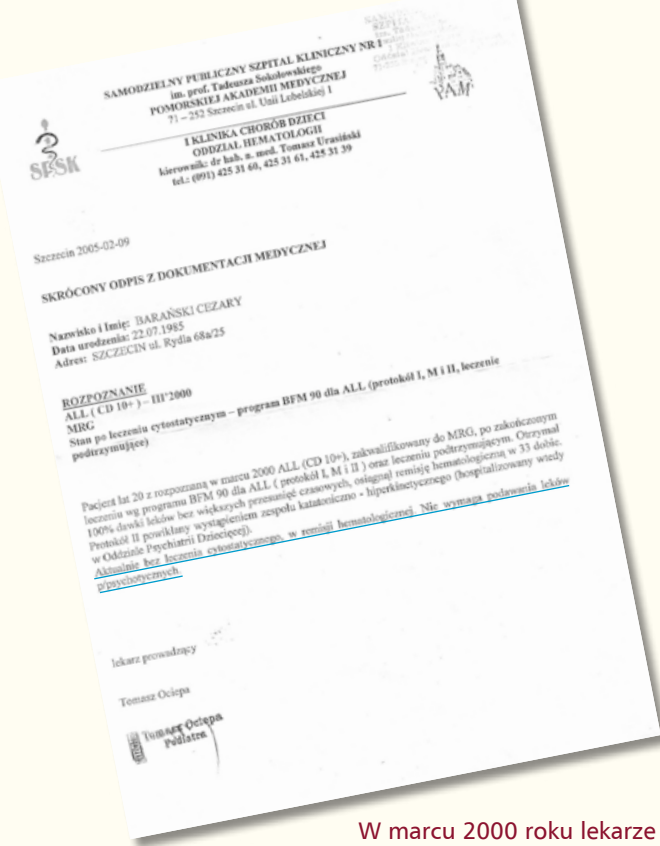 SAMODZIELNY PUBLICZNY SZPITAL KLINICZNY NR 1
im. prof. Tadeusza Sokołowskiego
POMORSKIEJ AKADEMII MEDYCZNEJ
71 – 252 Szczecin ul. Unii Lubelskiej 1
PAM
SPSK
I KLINIKA CHORÓB DZIECI
ODDZIAŁ HEMATOLOGII
kierownik: dr hab. n. med. Tomasz Urasiński
tel.: (091) 425 31 60, 425 31 61, 425 31 39
Szczecin 2005-02-09
SKRÓCONY ODPIS Z DOKUMENTACJI MEDYCZNEJ
Nazwisko i Imię: BARAŃSKI CEZARY
Data urodzenia: 22.07.1985
Adres: SZCZECIN ul. Rydla 68a/25
ROZPOZNANIE
ALL ( CD 10+ ) – III'2000
MRG
Stan po leczeniu cytostatycznym – program BFM 90 dla ALL (protokół I, M i II, leczenie
podtrzymujące)
Pacjent lat 20 z rozpoznaną w marcu 2000 ALL (CD 10+), zakwalifikowany do MRG, po zakończonym
leczeniu wg programu BFM 90 dla ALL ( protokół I, M i II ) oraz leczeniu podtrzymującym. Otrzymał
100% dawki leków bez większych przesunięć czasowych, osiągnął remisję hematologiczną w 33 dobie.
Protokół II powikłany wystąpieniem zespołu katatoniczno - hiperkinetycznego (hospitalizowany wtedy
w Oddziale Psychiatrii Dziecięcej).
Aktualnie bez leczenia cytostatycznego, w remisji hematologicznej. Nie wymaga podawania leków
p/psychotycznych.
lekarz prowadzący
Tomasz Ociepa
Tomasz Ociepa
Pediatra
W marcu 2000 roku lekarze